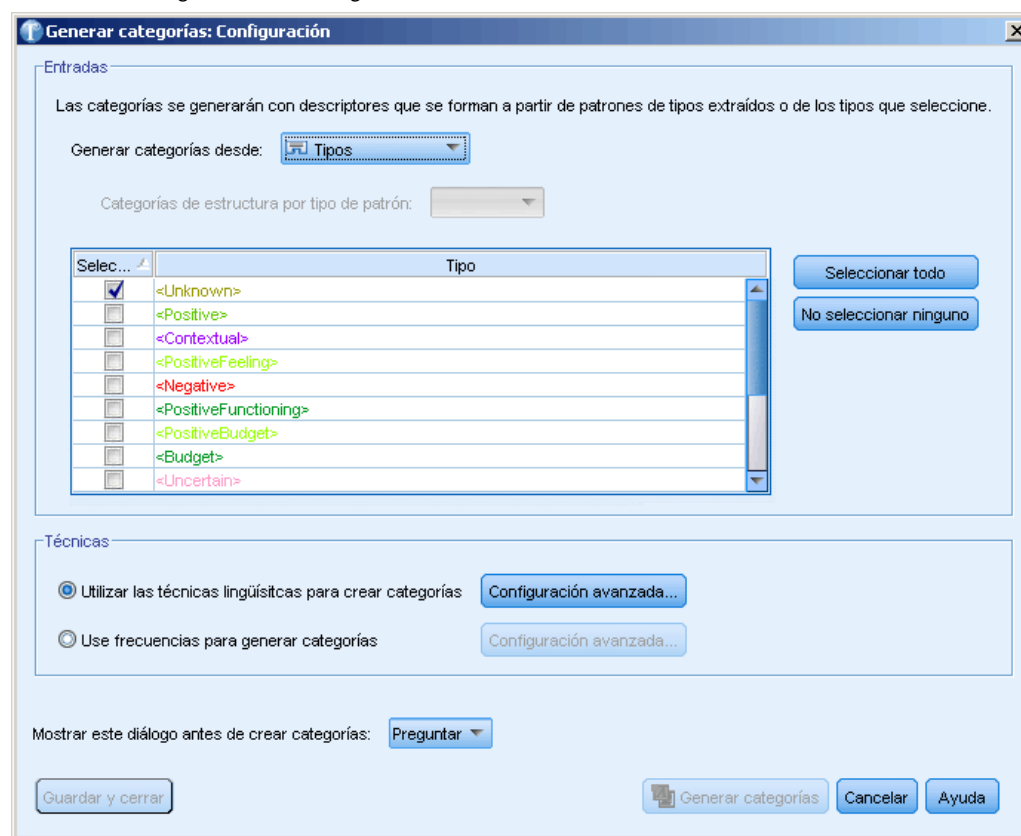 Generar categorías: Configuración
Entradas
Las categorías se generarán con descriptores que se forman a partir de patrones de tipos extraídos o de los tipos que seleccione.
Generar categorías desde: Tipos
Categorías de estructura por tipo de patrón:
Selec... Tipo
<Unknown>
<Positive>
<Contextual>
<PositiveFeeling>
<Negative>
<PositiveFunctioning>
<PositiveBudget>
<Budget>
<Uncertain>
Seleccionar todo
No seleccionar ninguno
Técnicas
Utilizar las técnicas lingüísitcas para crear categorías Configuración avanzada...
Use frecuencias para generar categorías Configuración avanzada...
Mostrar este diálogo antes de crear categorías: Preguntar
Guardar y cerrar Generar categorías Cancelar Ayuda